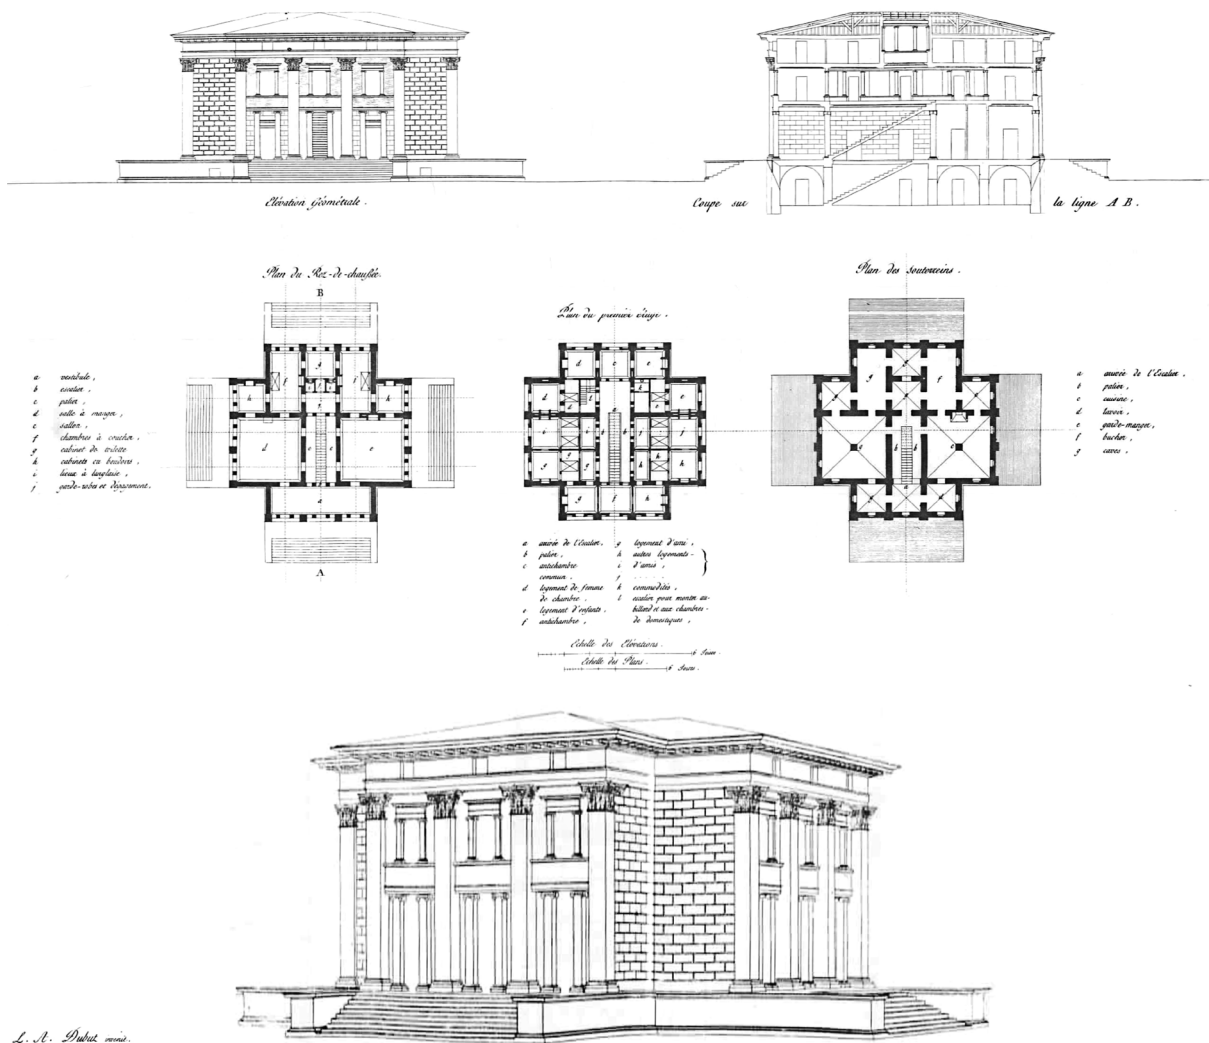 Elévation Géométrale.
Coupe sur la ligne A B.
Plan du Rez-de-chaussée.
B
a vestibule,
b escalier,
c palier,
d salle à manger,
e sallon,
f chambres à coucher,
g cabinet de toilette
h cabinets ou boudoirs,
i lieux à l'anglaise,
j garde-robes et dégagement.
A
Plan du premier étage.
a arrivée de l'Escalier,
b palier,
c antichambre
commun,
d logement de femme
de chambre.
e logement d'enfants,
f antichambre,
g logement d'ami,
h autres logements
i d'amis,
j
k commodités,
l escalier pour monter au
billard et aux chambres
de domestiques,
Plan des souterreins.
a arrivée de l'Escalier,
b palier,
c cuisine,
d lavoir,
e garde-manger,
f bucher,
g caves,
Echelle des Elévations.
6 Toises.
Echelle des Plans.
6 Toises.
L. A. Dubut